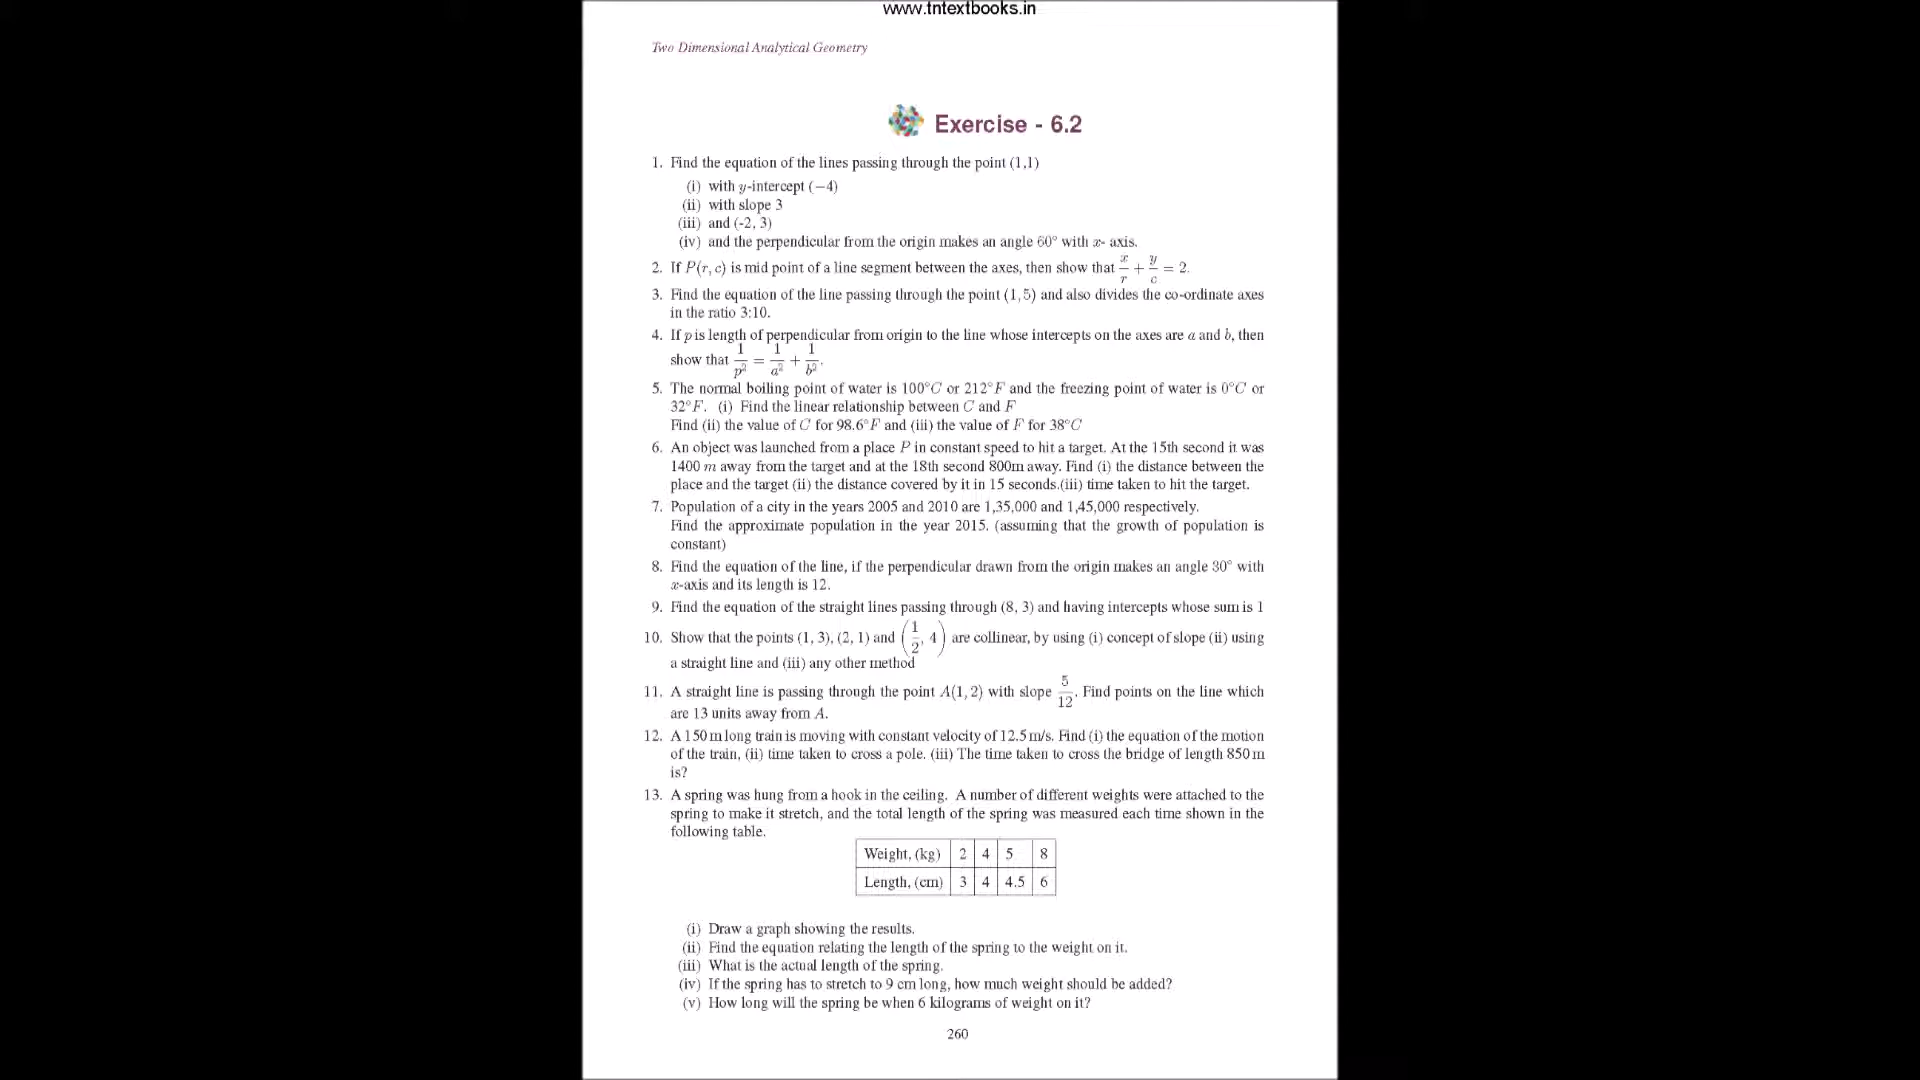 www.tntextbooks.in
Two Dimensional Analytical Geometry
Exercise - 6.2
1. Find the equation of the lines passing through the point (1,1)
(i) with y-intercept (−4)
(ii) with slope 3
(iii) and (-2, 3)
(iv) and the perpendicular from the origin makes an angle 60° with x- axis.
2. If P(r, c) is mid point of a line segment between the axes, then show that x/r + y/c = 2.
3. Find the equation of the line passing through the point (1, 5) and also divides the co-ordinate axes
in the ratio 3:10.
4. If p is length of perpendicular from origin to the line whose intercepts on the axes are a and b, then
show that 1/p² = 1/a² + 1/b².
5. The normal boiling point of water is 100°C or 212°F and the freezing point of water is 0°C or
32°F. (i) Find the linear relationship between C and F
Find (ii) the value of C for 98.6°F and (iii) the value of F for 38°C
6. An object was launched from a place P in constant speed to hit a target. At the 15th second it was
1400 m away from the target and at the 18th second 800m away. Find (i) the distance between the
place and the target (ii) the distance covered by it in 15 seconds.(iii) time taken to hit the target.
7. Population of a city in the years 2005 and 2010 are 1,35,000 and 1,45,000 respectively.
Find the approximate population in the year 2015. (assuming that the growth of population is
constant)
8. Find the equation of the line, if the perpendicular drawn from the origin makes an angle 30° with
x-axis and its length is 12.
9. Find the equation of the straight lines passing through (8, 3) and having intercepts whose sum is 1
10. Show that the points (1, 3), (2, 1) and (1/2, 4) are collinear, by using (i) concept of slope (ii) using
a straight line and (iii) any other method
11. A straight line is passing through the point A(1, 2) with slope 5/12. Find points on the line which
are 13 units away from A.
12. A 150 m long train is moving with constant velocity of 12.5 m/s. Find (i) the equation of the motion
of the train, (ii) time taken to cross a pole. (iii) The time taken to cross the bridge of length 850 m
is?
13. A spring was hung from a hook in the ceiling. A number of different weights were attached to the
spring to make it stretch, and the total length of the spring was measured each time shown in the
following table.
Weight, (kg) 2 4 5 8
Length, (cm) 3 4 4.5 6
(i) Draw a graph showing the results.
(ii) Find the equation relating the length of the spring to the weight on it.
(iii) What is the actual length of the spring.
(iv) If the spring has to stretch to 9 cm long, how much weight should be added?
(v) How long will the spring be when 6 kilograms of weight on it?
260